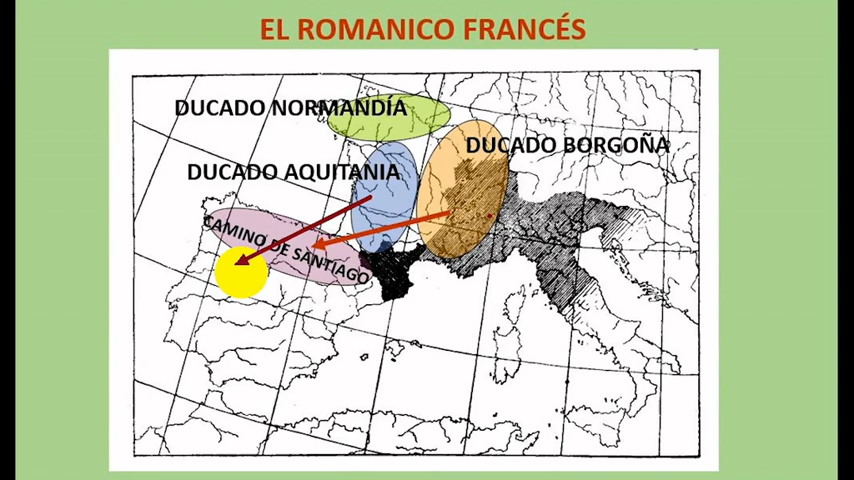 EL ROMANICO FRANCÉS
DUCADO NORMANDÍA
DUCADO BORGOÑA
DUCADO AQUITANIA
CAMINO DE SANTIAGO